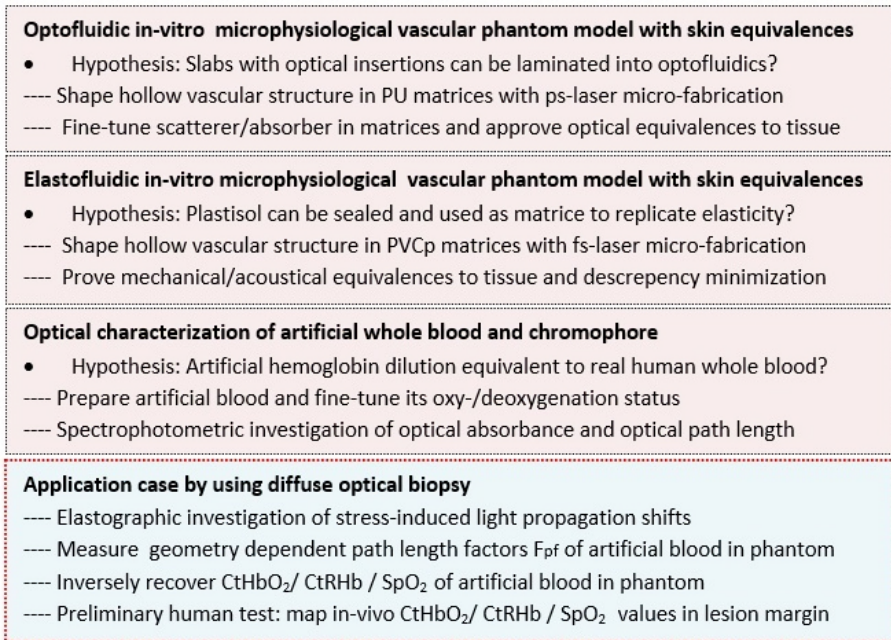 Optofluidic in-vitro microphysiological vascular phantom model with skin equivalences
• Hypothesis: Slabs with optical insertions can be laminated into optofluidics?
---- Shape hollow vascular structure in PU matrices with ps-laser micro-fabrication
---- Fine-tune scatterer/absorber in matrices and approve optical equivalences to tissue
Elastofluidic in-vitro microphysiological vascular phantom model with skin equivalences
• Hypothesis: Plastisol can be sealed and used as matrice to replicate elasticity?
---- Shape hollow vascular structure in PVCp matrices with fs-laser micro-fabrication
---- Prove mechanical/acoustical equivalences to tissue and descrepency minimization
Optical characterization of artificial whole blood and chromophore
• Hypothesis: Artificial hemoglobin dilution equivalent to real human whole blood?
---- Prepare artificial blood and fine-tune its oxy-/deoxygenation status
---- Spectrophotometric investigation of optical absorbance and optical path length
Application case by using diffuse optical biopsy
---- Elastographic investigation of stress-induced light propagation shifts
---- Measure geometry dependent path length factors Fpf of artificial blood in phantom
---- Inversely recover CtHbO₂/ CtRHb / SpO₂ of artificial blood in phantom
---- Preliminary human test: map in-vivo CtHbO₂/ CtRHb / SpO₂ values in lesion margin